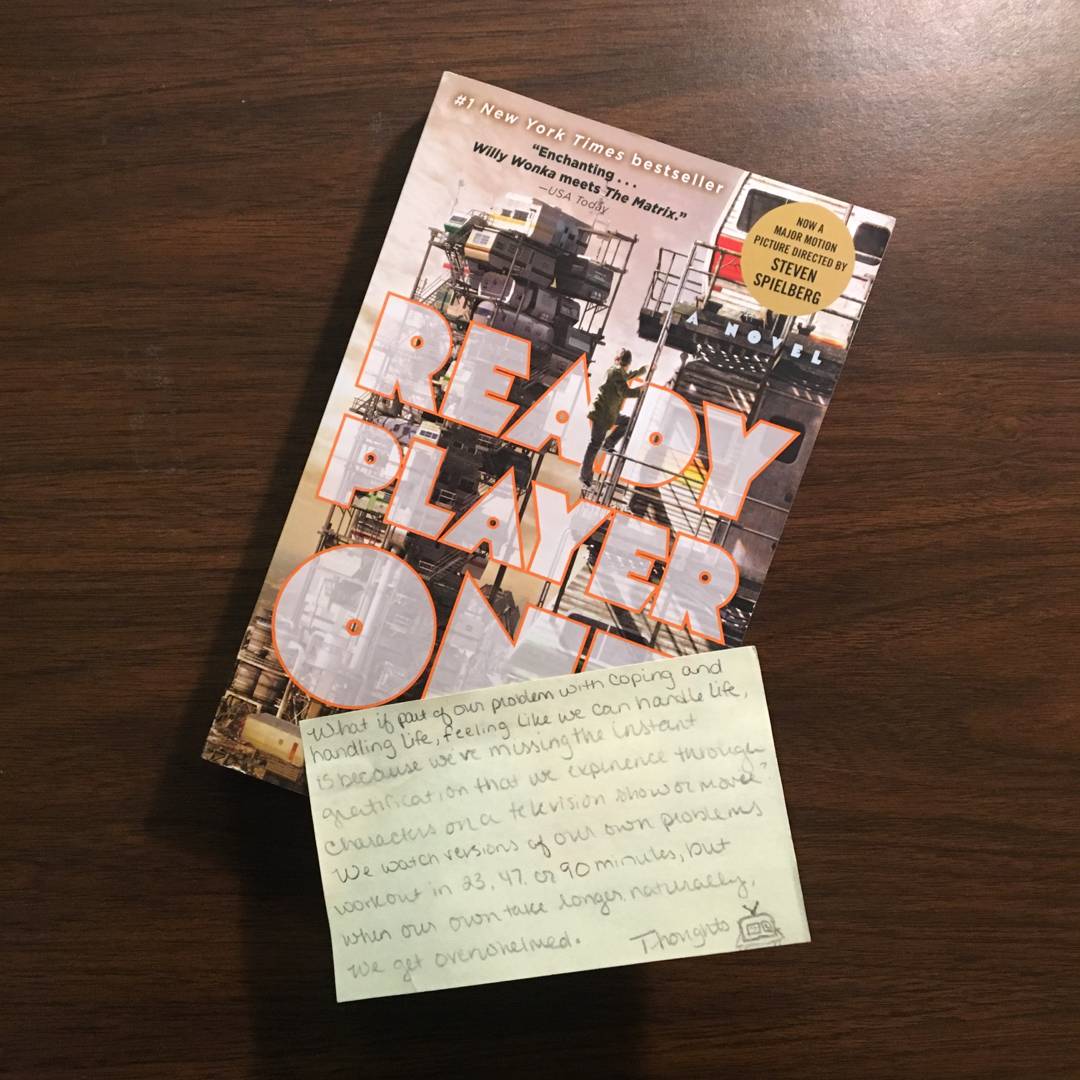 #1 New York Times bestseller
"Enchanting...
Willy Wonka meets The Matrix."
—USA Today
NOW A
MAJOR MOTION
PICTURE DIRECTED BY
STEVEN
SPIELBERG
A NOVEL
READY
PLAYER
ON
What if part of our problem with coping and
handling life, feeling like we can handle life,
is because we're missing the instant
gratification that we experience through
characters on a television show or movie?
We watch versions of our own problems
workout in 23, 47, or 90 minutes, but
when our own take longer, naturally,
we get overwhelmed.
Thoughts